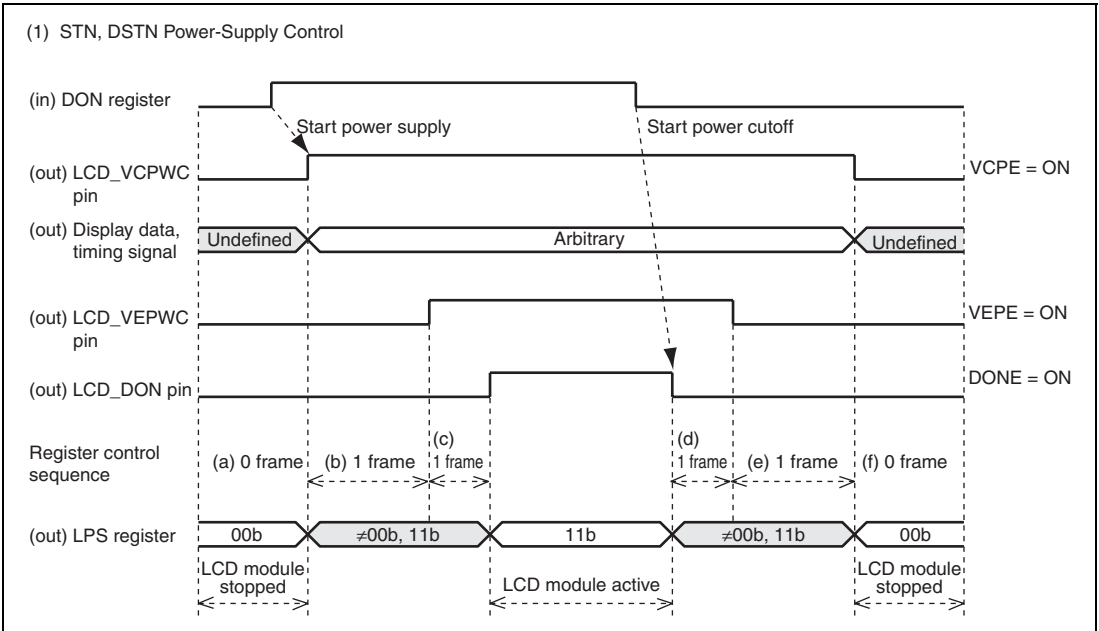 (1) STN, DSTN Power-Supply Control
(in) DON register
Start power supply
Start power cutoff
(out) LCD_VCPWC
pin
VCPE = ON
(out) Display data,
timing signal
Undefined
Arbitrary
Undefined
(out) LCD_VEPWC
pin
VEPE = ON
(out) LCD_DON pin
DONE = ON
Register control
sequence
(a) 0 frame
(b) 1 frame
(c)
1 frame
(d)
1 frame
(e) 1 frame
(f) 0 frame
(out) LPS register
00b
≠00b, 11b
11b
≠00b, 11b
00b
LCD module
stopped
LCD module active
LCD module
stopped